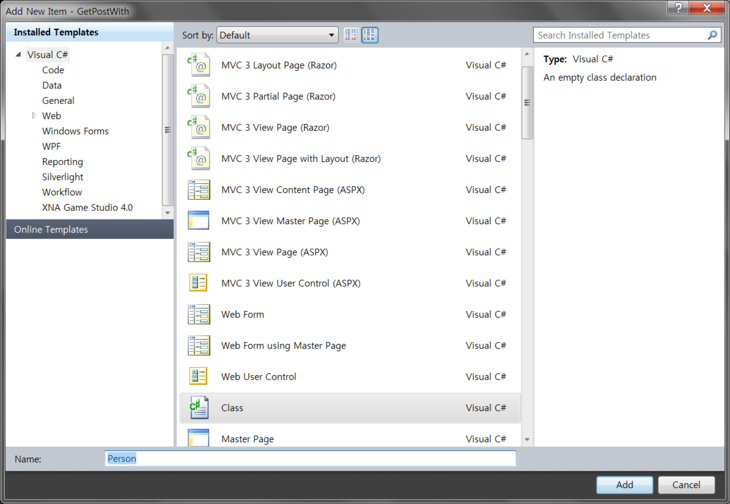 Add New Item - GetPostWith
Installed Templates
Visual C#
Code
Data
General
Web
Windows Forms
WPF
Reporting
Silverlight
Workflow
XNA Game Studio 4.0
Online Templates
Sort by: Default
MVC 3 Layout Page (Razor) Visual C#
MVC 3 Partial Page (Razor) Visual C#
MVC 3 View Page (Razor) Visual C#
MVC 3 View Page with Layout (Razor) Visual C#
MVC 3 View Content Page (ASPX) Visual C#
MVC 3 View Master Page (ASPX) Visual C#
MVC 3 View Page (ASPX) Visual C#
MVC 3 View User Control (ASPX) Visual C#
Web Form Visual C#
Web Form using Master Page Visual C#
Web User Control Visual C#
Class Visual C#
Master Page Visual C#
Search Installed Templates
Type: Visual C#
An empty class declaration
Name: Person
Add Cancel